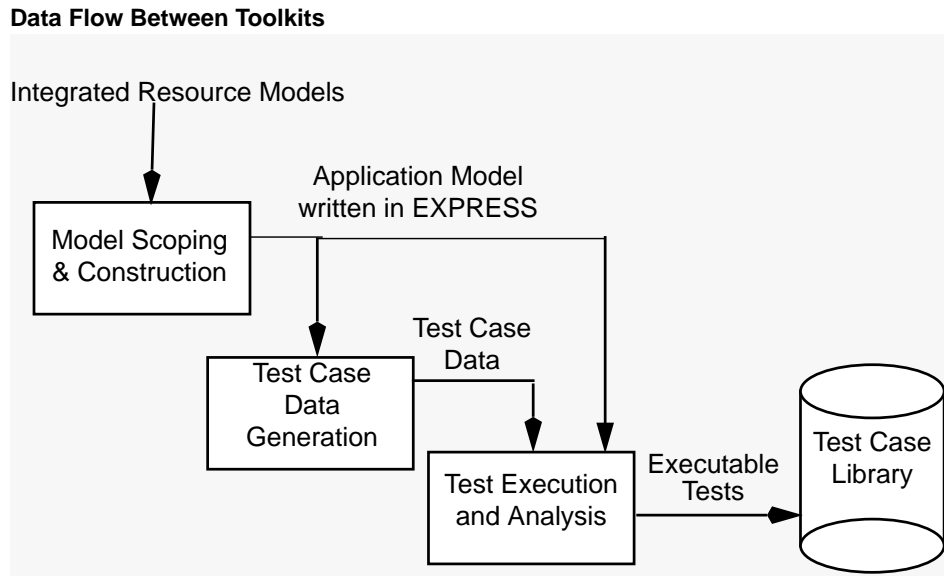 Data Flow Between Toolkits
Integrated Resource Models
Application Model
written in EXPRESS
Model Scoping
& Construction
Test Case
Data
Test Case
Data
Generation
Test Case
Library
Executable
Tests
Test Execution
and Analysis